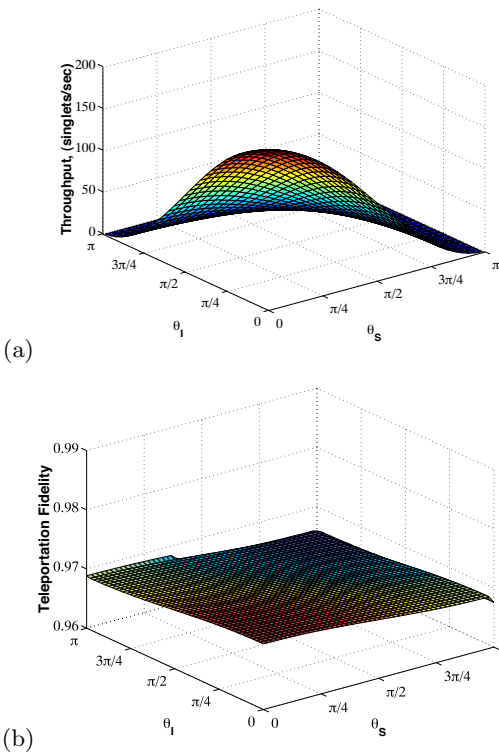 200
150
100
50
0
Throughput, (singlets/sec)
π
3π/4
π/2
π/4
0
θI
0
π/4
π/2
3π/4
π
θS
(a)
0.99
0.98
0.97
0.96
Teleportation Fidelity
π
3π/4
π/2
π/4
0
θI
0
π/4
π/2
3π/4
π
θS
(b)